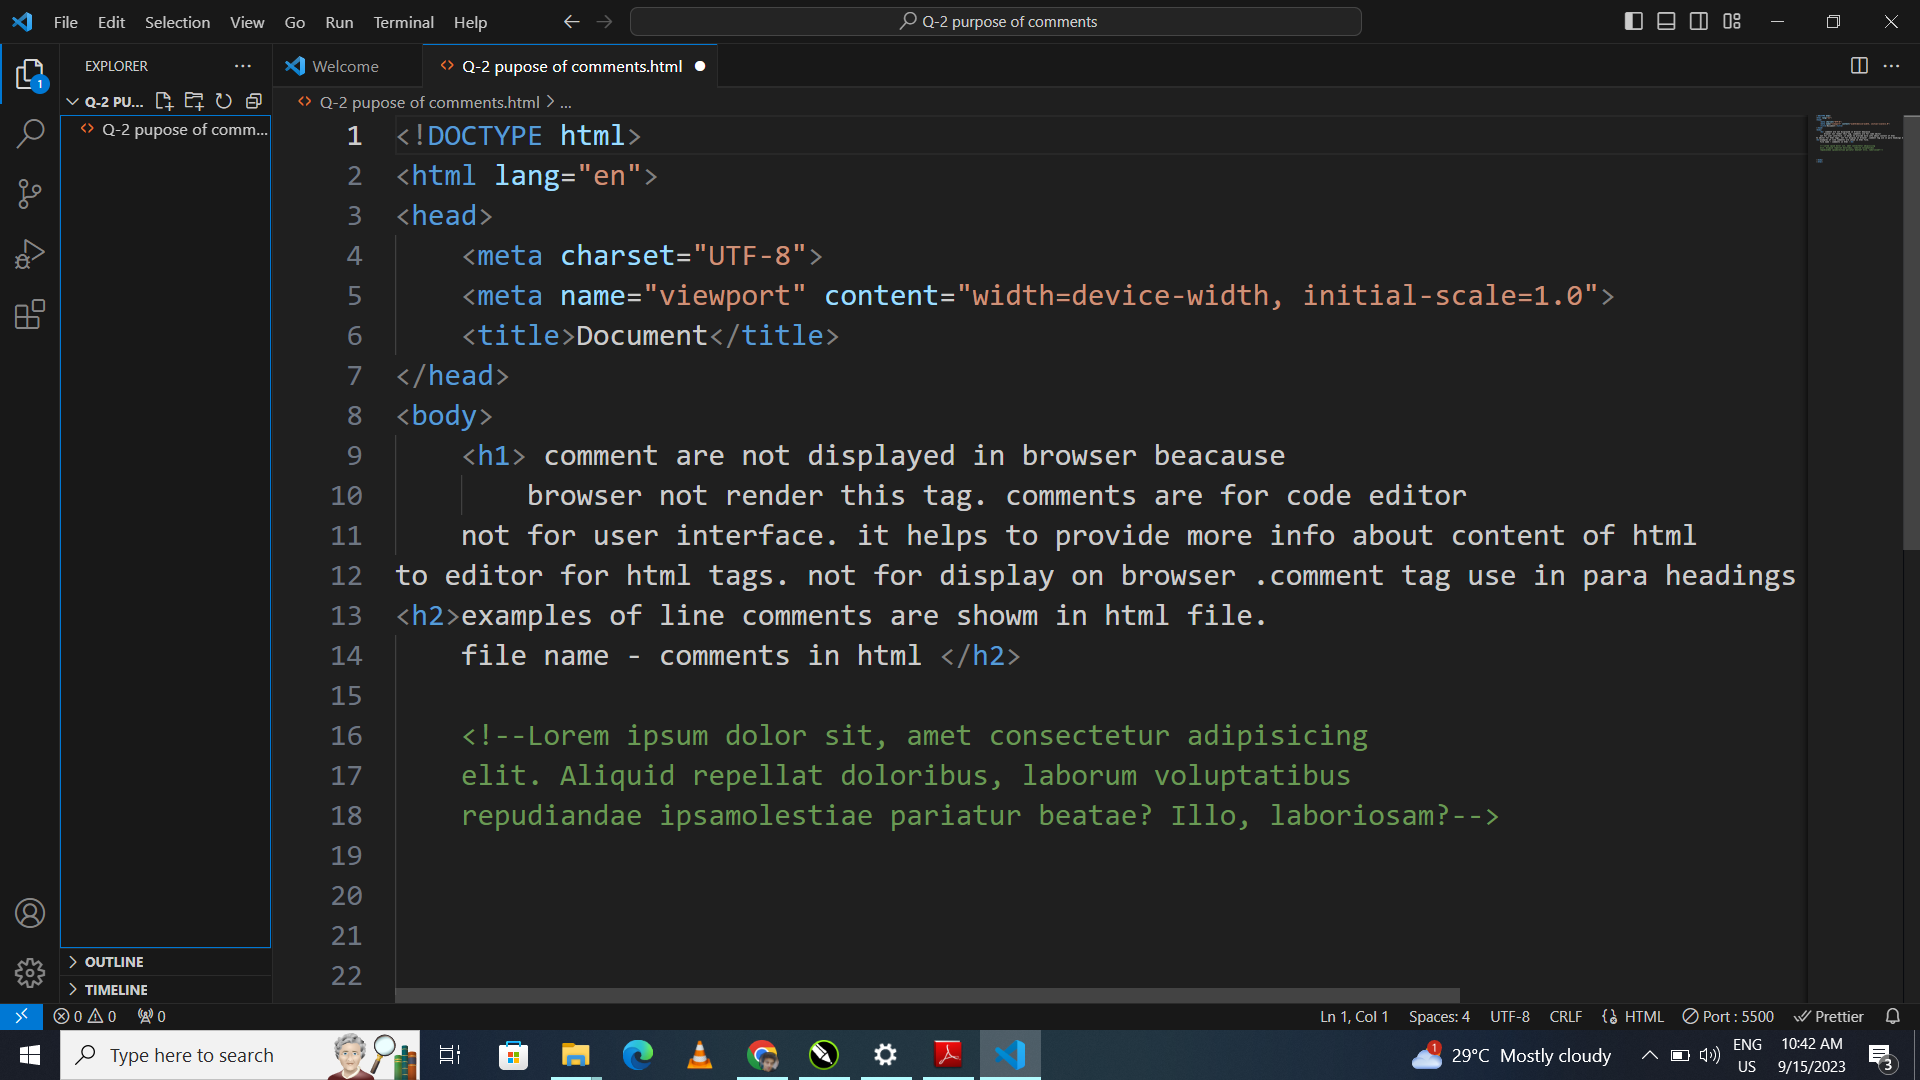 File Edit Selection View Go Run Terminal Help
Q-2 purpose of comments
EXPLORER
Welcome
Q-2 pupose of comments.html
Q-2 PU...
Q-2 pupose of comments.html > ...
Q-2 pupose of comm...
1 <!DOCTYPE html>
2 <html lang="en">
3 <head>
4 <meta charset="UTF-8">
5 <meta name="viewport" content="width=device-width, initial-scale=1.0">
6 <title>Document</title>
7 </head>
8 <body>
9 <h1> comment are not displayed in browser beacause
10 browser not render this tag. comments are for code editor
11 not for user interface. it helps to provide more info about content of html
12 to editor for html tags. not for display on browser .comment tag use in para headings
13 <h2>examples of line comments are showm in html file.
14 file name - comments in html </h2>
15
16 <!--Lorem ipsum dolor sit, amet consectetur adipisicing
17 elit. Aliquid repellat doloribus, laborum voluptatibus
18 repudiandae ipsamolestiae pariatur beatae? Illo, laboriosam?-->
19
20
21
22
1
OUTLINE
TIMELINE
0 0 0
Ln 1, Col 1 Spaces: 4 UTF-8 CRLF HTML Port : 5500 Prettier
Type here to search
1
29°C Mostly cloudy
ENG
US
10:42 AM
9/15/2023
3